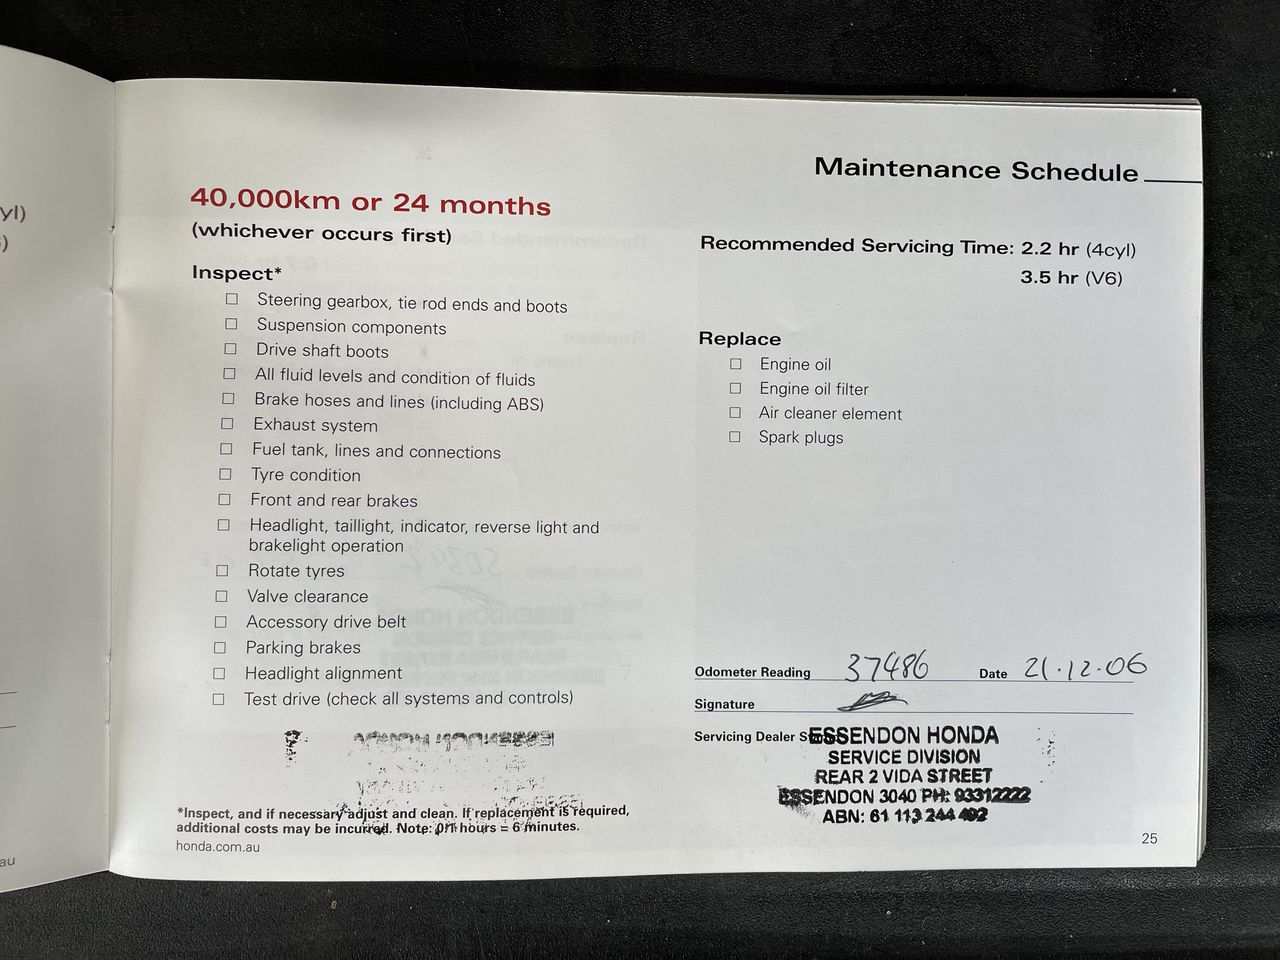 yl)
)
au
Maintenance Schedule
40,000km or 24 months
(whichever occurs first)
Inspect*
Steering gearbox, tie rod ends and boots
Suspension components
Drive shaft boots
All fluid levels and condition of fluids
Brake hoses and lines (including ABS)
Exhaust system
Fuel tank, lines and connections
Tyre condition
Front and rear brakes
Headlight, taillight, indicator, reverse light and
brakelight operation
Rotate tyres
Valve clearance
Accessory drive belt
Parking brakes
Headlight alignment
Test drive (check all systems and controls)
*Inspect, and if necessary adjust and clean. If replacement is required,
additional costs may be incurred. Note: 0.1 hours = 6 minutes.
honda.com.au
Recommended Servicing Time: 2.2 hr (4cyl)
3.5 hr (V6)
Replace
Engine oil
Engine oil filter
Air cleaner element
Spark plugs
Odometer Reading 37486 Date 21.12.06
Signature
Servicing Dealer
ESSENDON HONDA
SERVICE DIVISION
REAR 2 VIDA STREET
ESSENDON 3040 PH: 93312222
ABN: 61 113 244 492
25